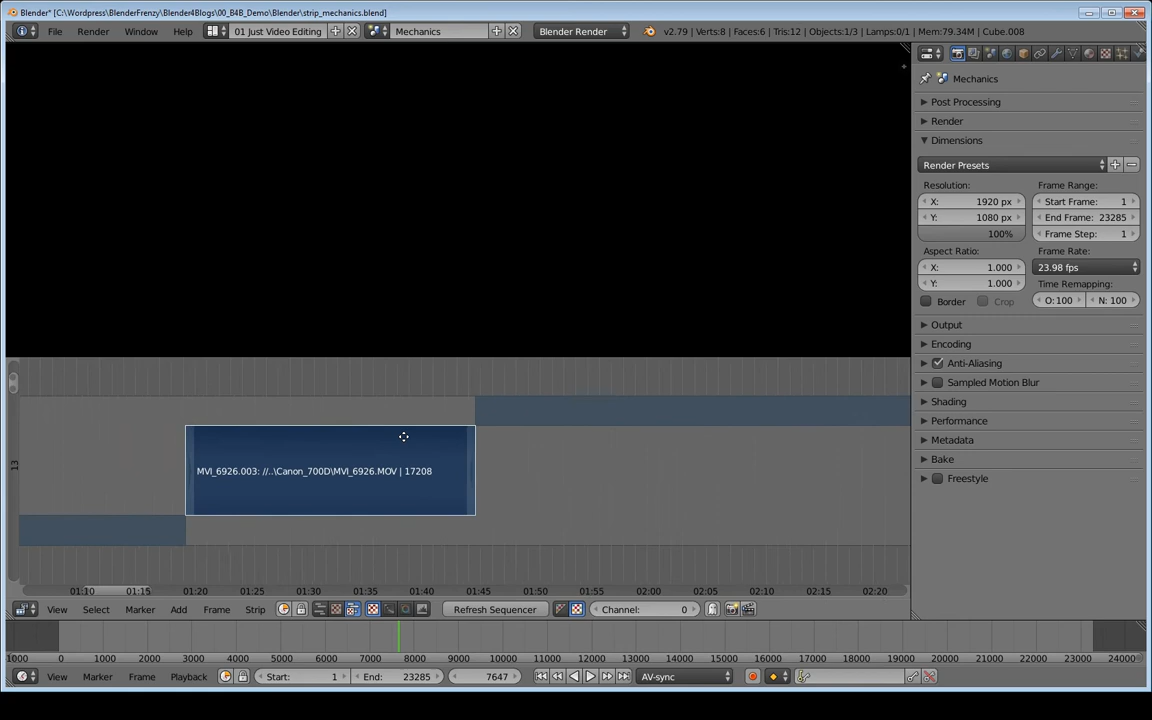 Blender* [C:\Wordpress\BlenderFrenzy\Blender4Blogs\00_B4B_Demo\Blender\strip_mechanics.blend]
File Render Window Help 01 Just Video Editing Mechanics Blender Render v2.79 | Verts:8 | Faces:6 | Tris:12 | Objects:1/3 | Lamps:0/1 | Mem:79.34M | Cube.008
Mechanics
Post Processing
Render
Dimensions
Render Presets
Resolution: Frame Range:
X: 1920 px Start Frame: 1
Y: 1080 px End Frame: 23285
100% Frame Step: 1
Aspect Ratio: Frame Rate:
X: 1.000 23.98 fps
Y: 1.000 Time Remapping:
Border Crop O: 100 N: 100
Output
Encoding
Anti-Aliasing
Sampled Motion Blur
Shading
Performance
Metadata
Bake
Freestyle
13
MVI_6926.003: //..\Canon_700D\MVI_6926.MOV | 17208
01:10 01:15 01:20 01:25 01:30 01:35 01:40 01:45 01:50 01:55 02:00 02:05 02:10 02:15 02:20
View Select Marker Add Frame Strip Refresh Sequencer Channel: 0
1000 0 1000 2000 3000 4000 5000 6000 7000 8000 9000 10000 11000 12000 13000 14000 15000 16000 17000 18000 19000 20000 21000 22000 23000 24000
View Marker Frame Playback Start: 1 End: 23285 7647 AV-sync